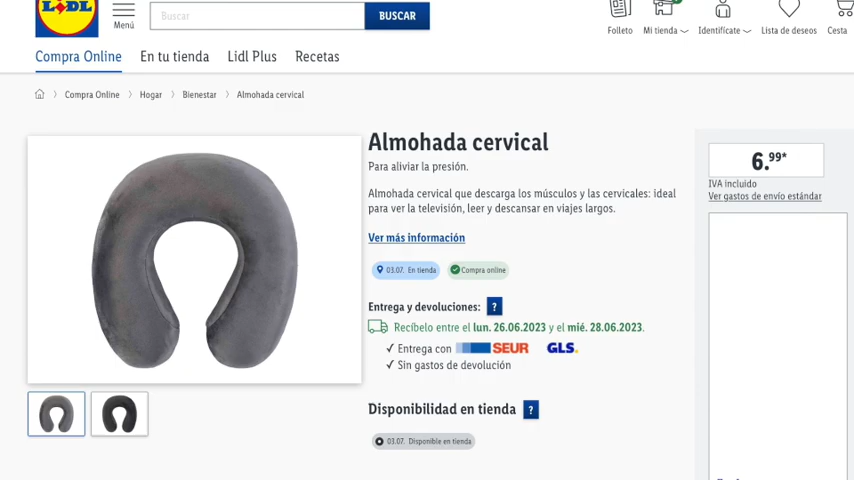 LIDL
Menú
Buscar
BUSCAR
Folleto
Mi tienda
Identifícate
Lista de deseos
Cesta
Compra Online
En tu tienda
Lidl Plus
Recetas
Compra Online
Hogar
Bienestar
Almohada cervical
Almohada cervical
Para aliviar la presión.
Almohada cervical que descarga los músculos y las cervicales: ideal
para ver la televisión, leer y descansar en viajes largos.
Ver más información
03.07. En tienda
Compra online
Entrega y devoluciones: ?
Recíbelo entre el lun. 26.06.2023 y el mié. 28.06.2023.
✓ Entrega con SEUR GLS.
✓ Sin gastos de devolución
Disponibilidad en tienda ?
03.07. Disponible en tienda
6.99*
IVA incluido
Ver gastos de envío estándar